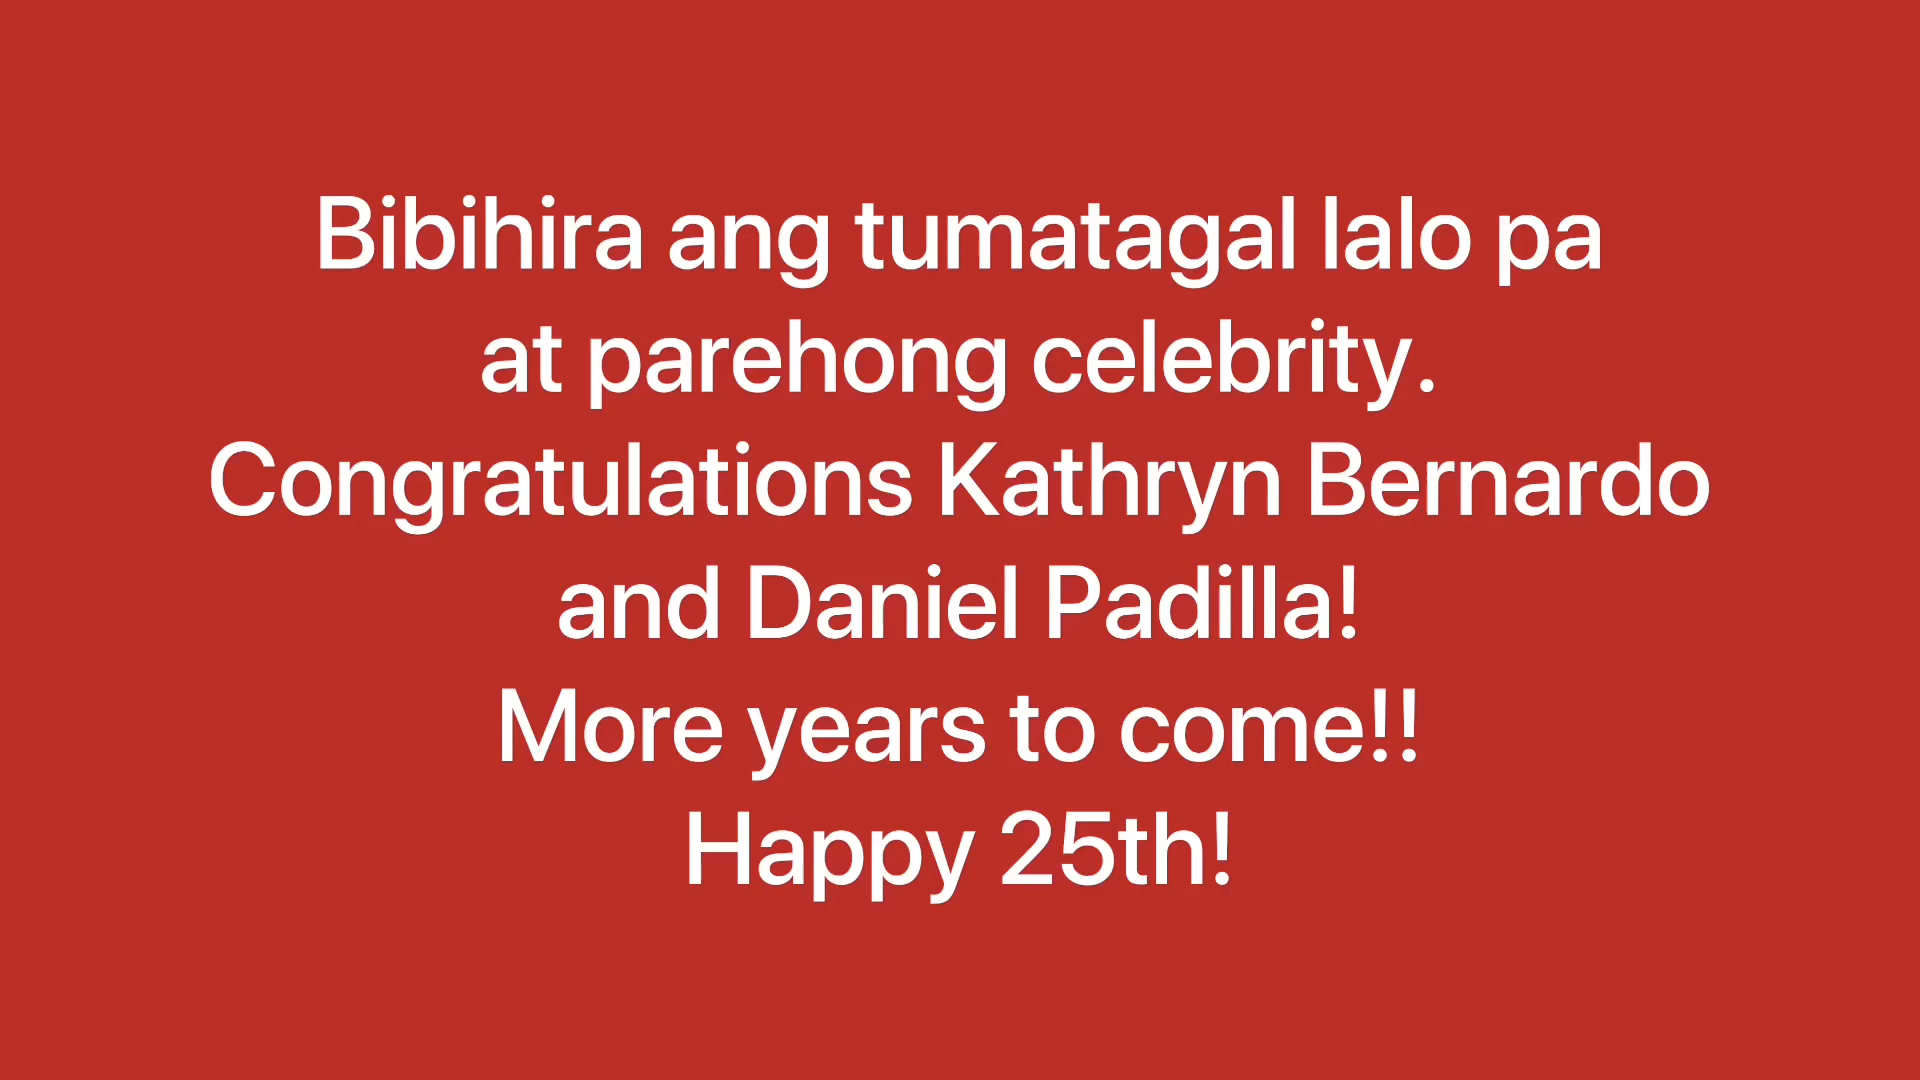 Bibihira ang tumatagal lalo pa
at parehong celebrity.
Congratulations Kathryn Bernardo
and Daniel Padilla!
More years to come!!
Happy 25th!